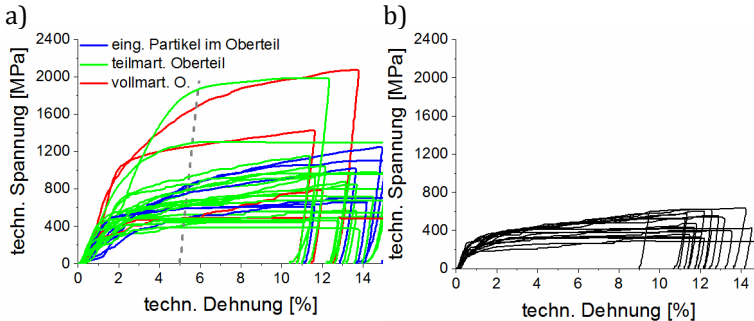 a)
techn. Spannung [MPa]
2400
2000
1600
1200
800
400
0
eing. Partikel im Oberteil
teilmart. Oberteil
vollmart. O.
0 2 4 6 8 10 12 14
techn. Dehnung [%]
b)
techn. Spannung [MPa]
2400
2000
1600
1200
800
400
0
0 2 4 6 8 10 12 14
techn. Dehnung [%]